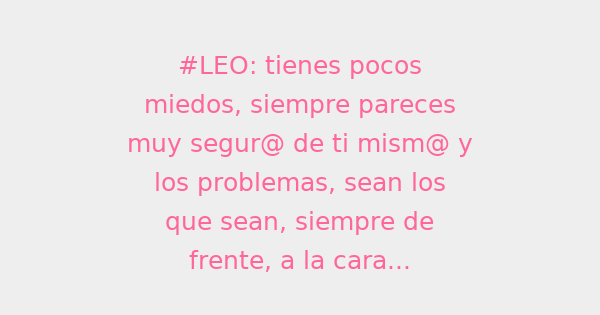 #LEO: tienes pocos
miedos, siempre pareces
muy segur@ de ti mism@ y
los problemas, sean los
que sean, siempre de
frente, a la cara...